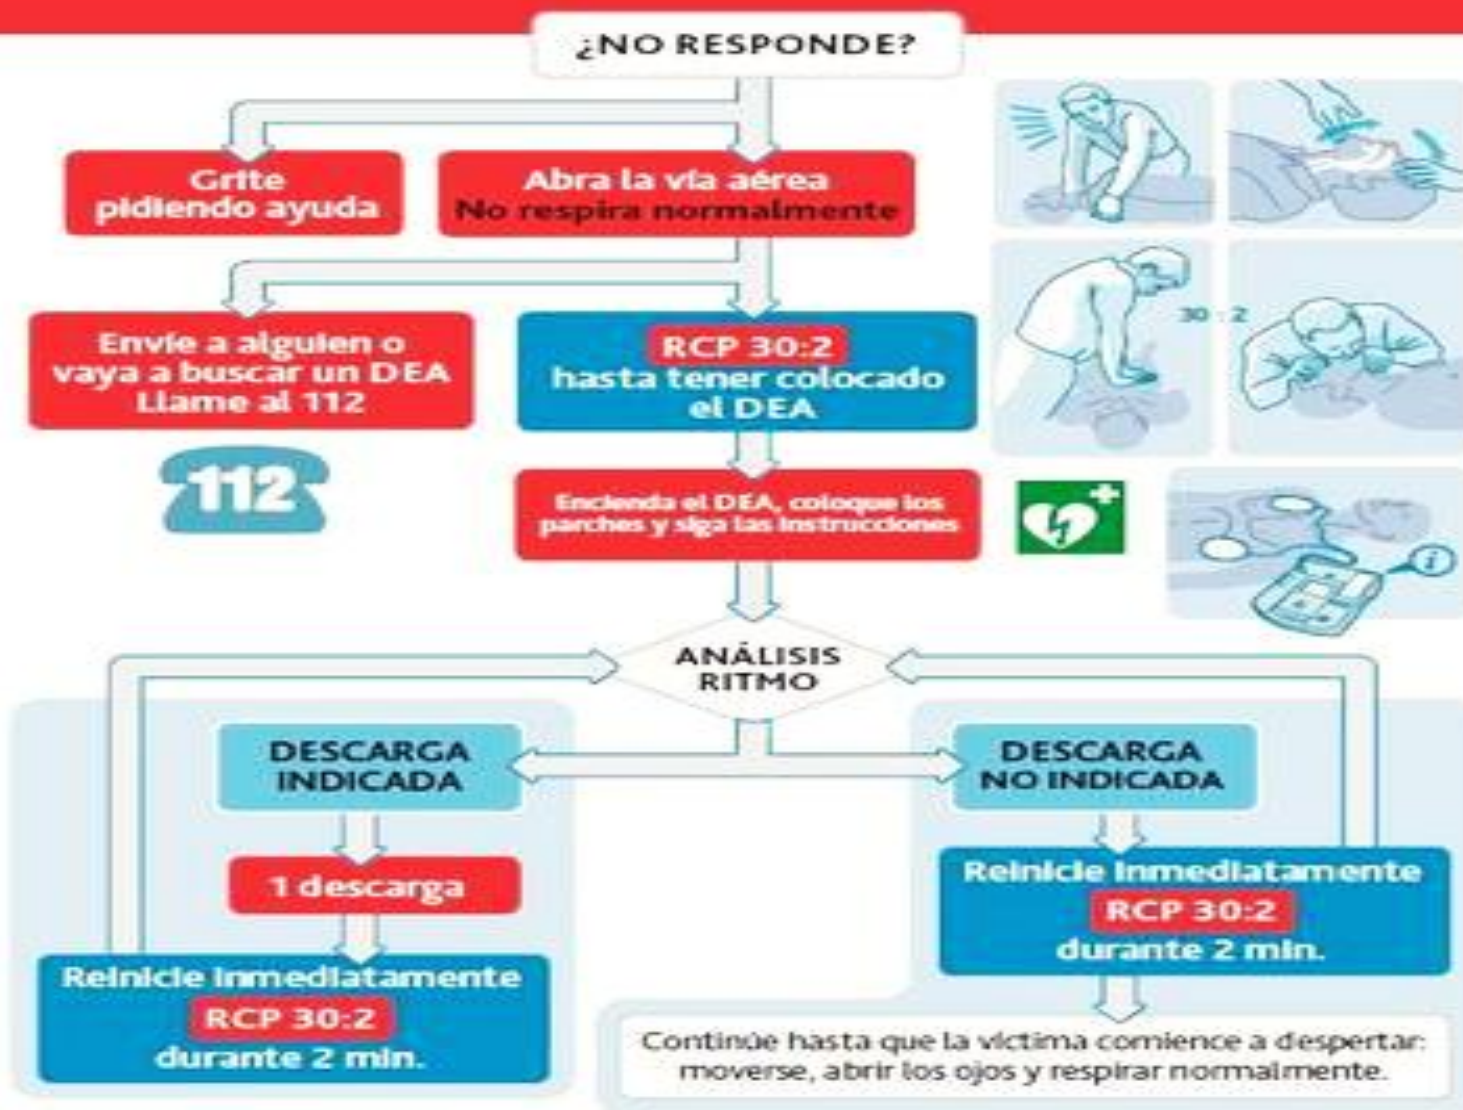 ¿NO RESPONDE?
Grite
pidiendo ayuda
Abra la vía aérea
No respira normalmente
Envíe a alguien o
vaya a buscar un DEA
Llame al 112
RCP 30:2
hasta tener colocado
el DEA
30 : 2
112
Encienda el DEA, coloque los
parches y siga las instrucciones
i
ANÁLISIS
RITMO
DESCARGA
INDICADA
DESCARGA
NO INDICADA
1 descarga
Reinicie inmediatamente
RCP 30:2
durante 2 min.
Reinicie inmediatamente
RCP 30:2
durante 2 min.
Continúe hasta que la víctima comience a despertar:
moverse, abrir los ojos y respirar normalmente.